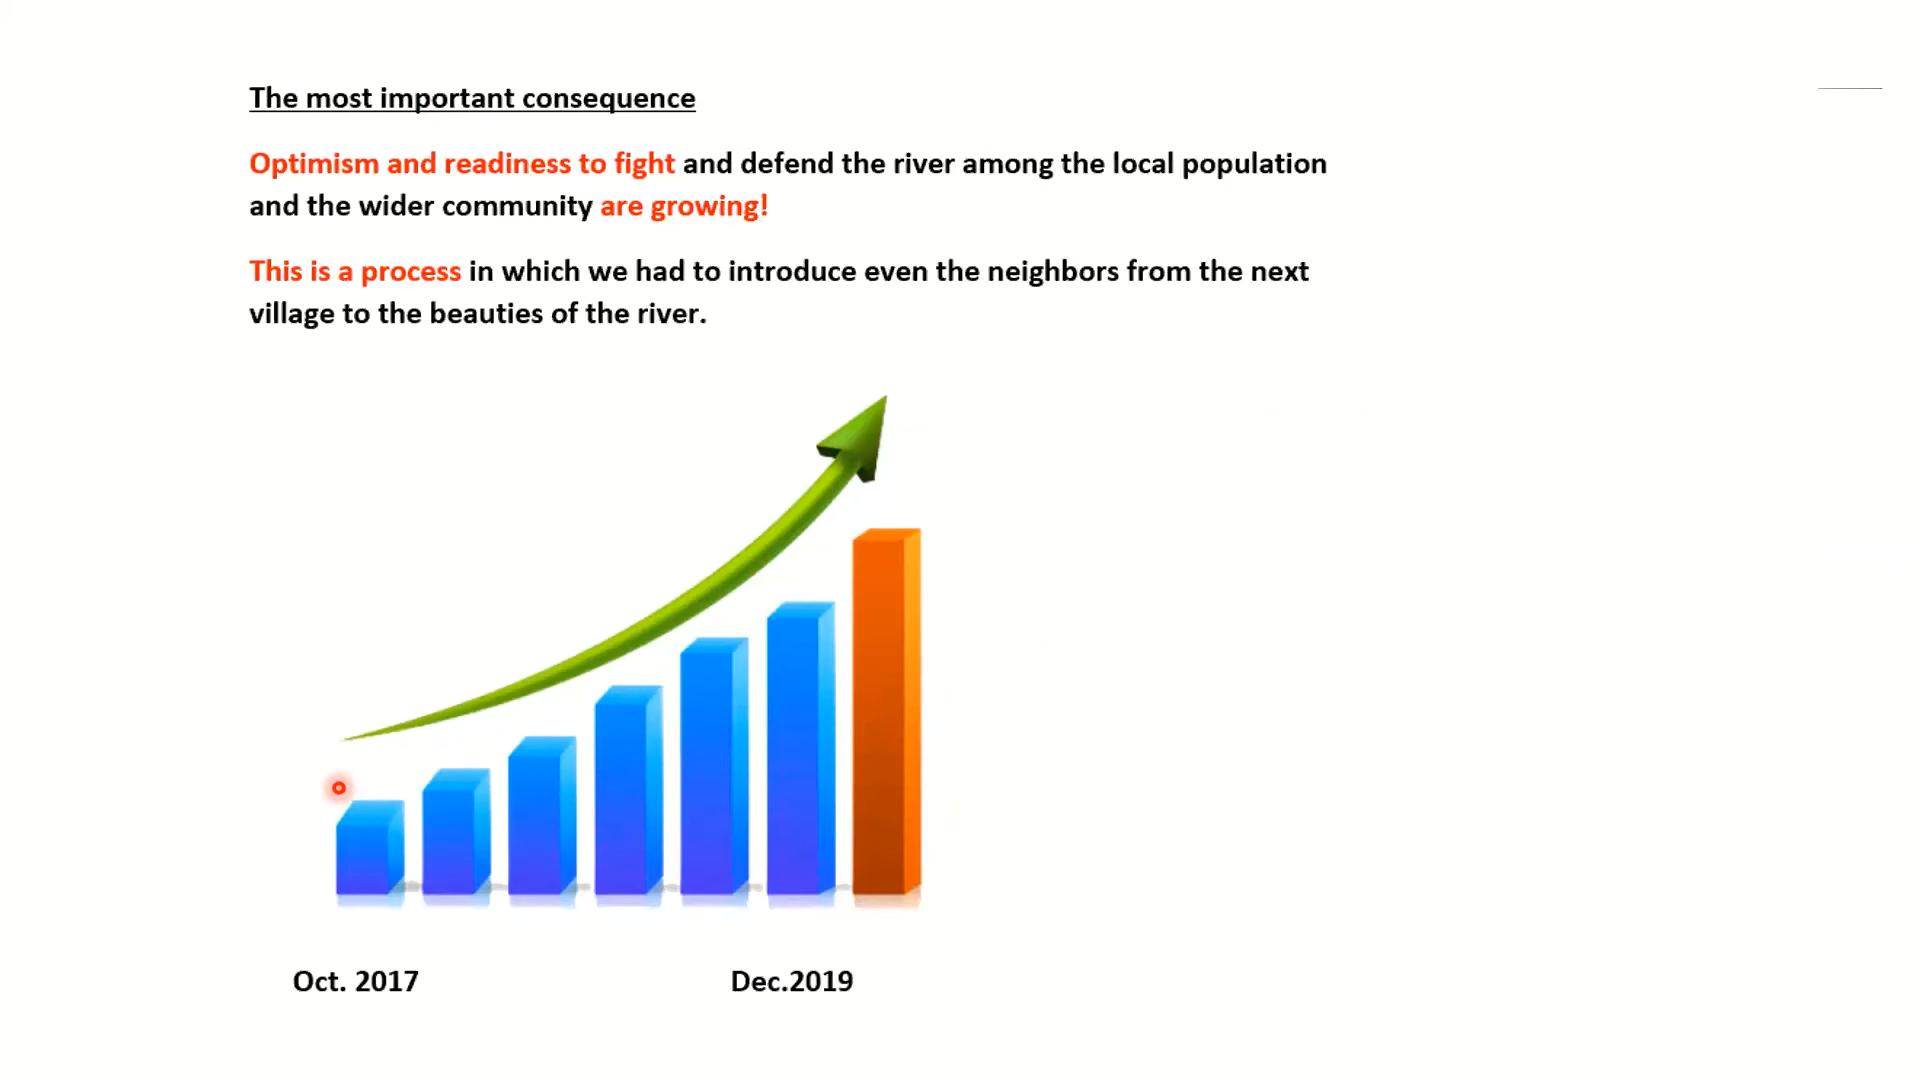 The most important consequence
Optimism and readiness to fight and defend the river among the local population
and the wider community are growing!
This is a process in which we had to introduce even the neighbors from the next
village to the beauties of the river.
Oct. 2017
Dec.2019